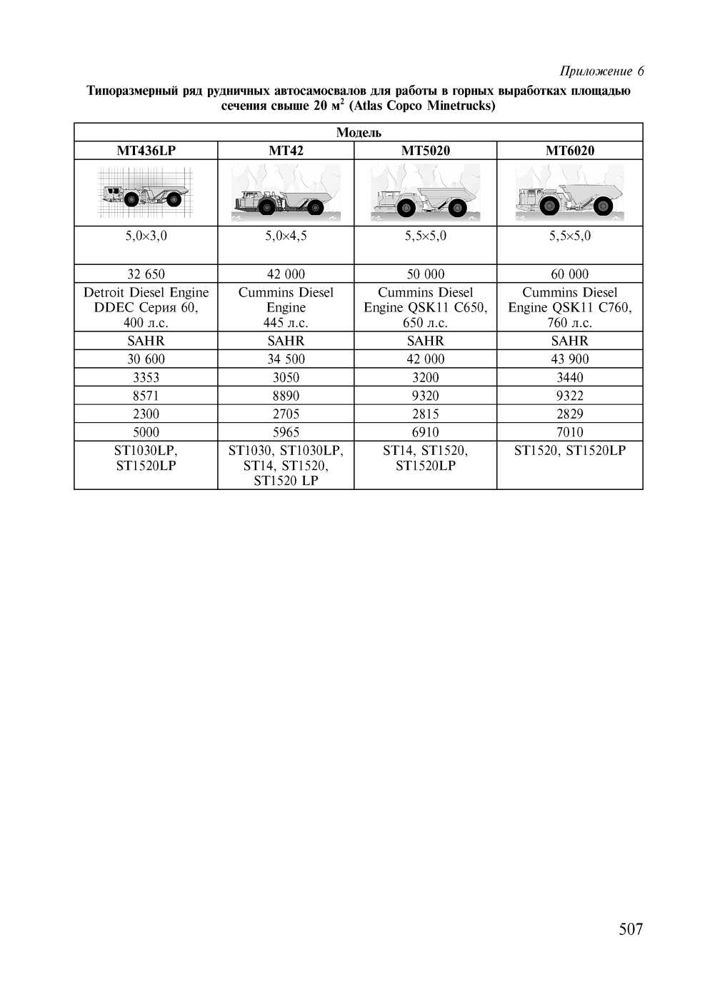 Приложение 6
Типоразмерный ряд рудничных автосамосвалов для работы в горных выработках площадью
сечения свыше 20 м² (Atlas Copco Minetrucks)
Модель
MT436LP MT42 MT5020 MT6020
5,0×3,0 5,0×4,5 5,5×5,0 5,5×5,0
32 650 42 000 50 000 60 000
Detroit Diesel Engine Cummins Diesel Cummins Diesel Cummins Diesel
DDEC Серия 60, Engine Engine QSK11 C650, Engine QSK11 C760,
400 л.с. 445 л.с. 650 л.с. 760 л.с.
SAHR SAHR SAHR SAHR
30 600 34 500 42 000 43 900
3353 3050 3200 3440
8571 8890 9320 9322
2300 2705 2815 2829
5000 5965 6910 7010
ST1030LP, ST1030, ST1030LP, ST14, ST1520, ST1520, ST1520LP
ST1520LP ST14, ST1520, ST1520LP
ST1520 LP
507